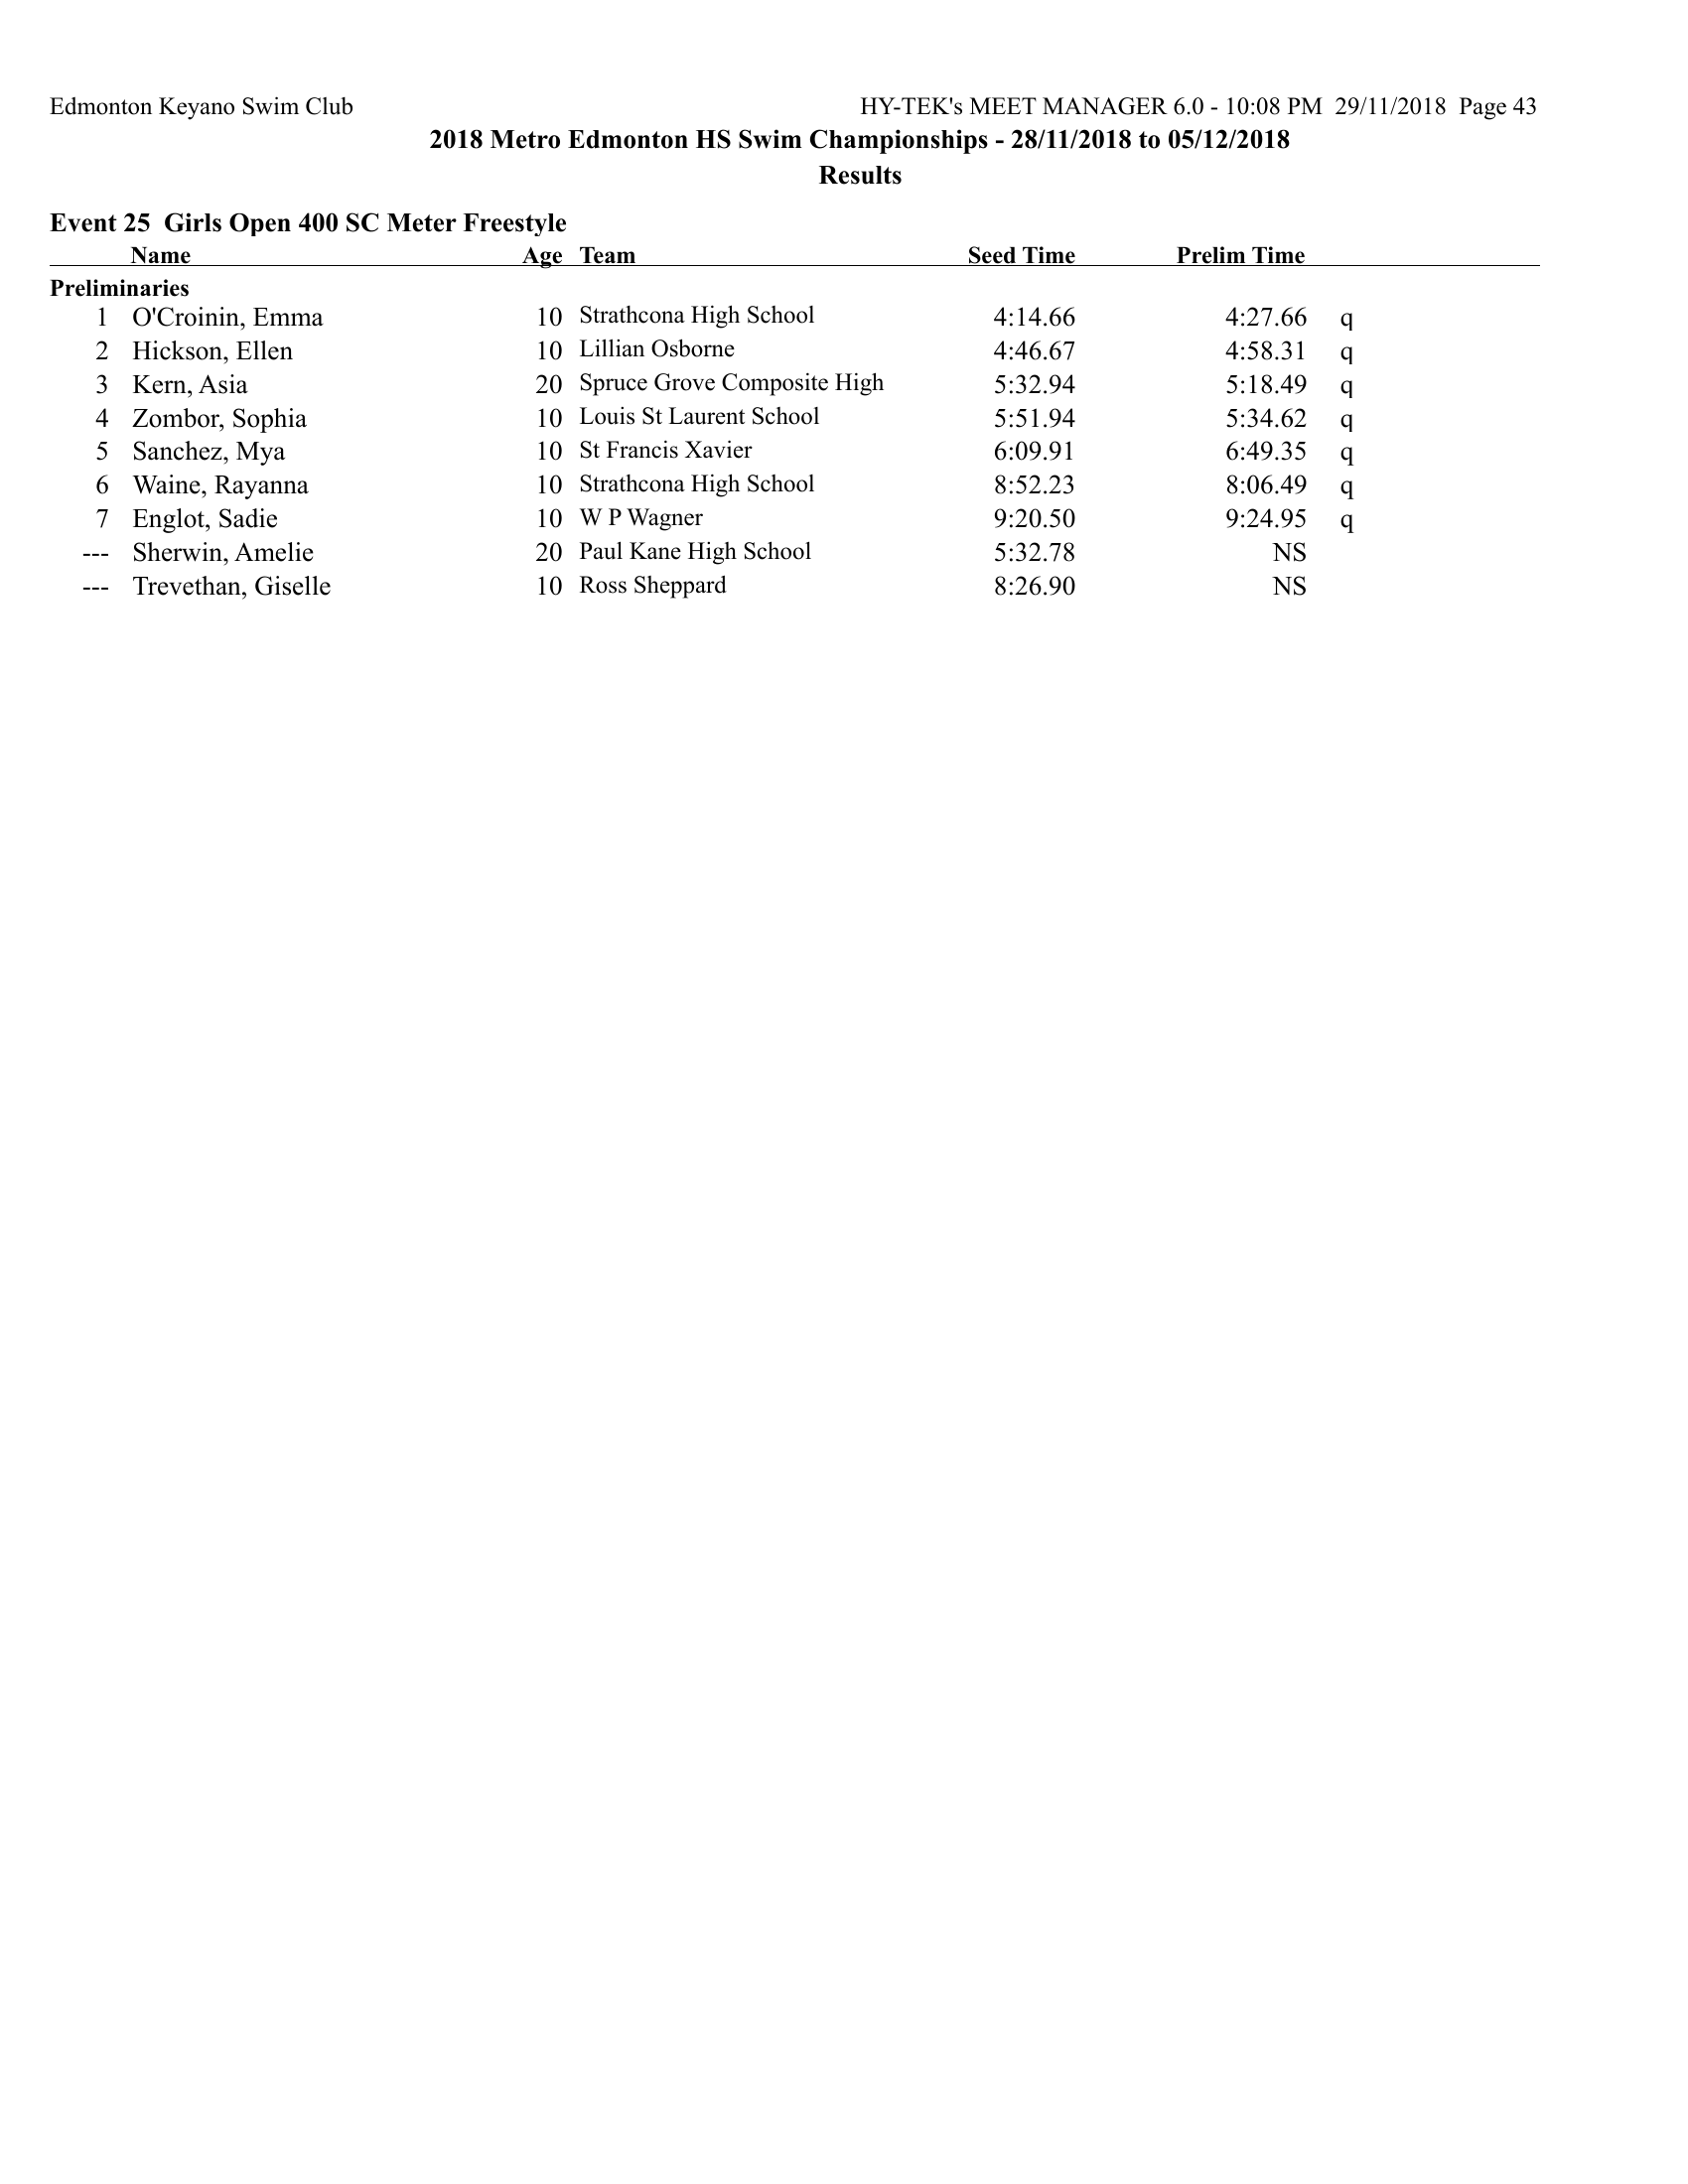 Edmonton Keyano Swim Club HY-TEK's MEET MANAGER 6.0 - 10:08 PM 29/11/2018 Page 43
2018 Metro Edmonton HS Swim Championships - 28/11/2018 to 05/12/2018
Results
Event 25 Girls Open 400 SC Meter Freestyle
Name Age Team Seed Time Prelim Time
Preliminaries
1 O'Croinin, Emma 10 Strathcona High School 4:14.66 4:27.66 q
2 Hickson, Ellen 10 Lillian Osborne 4:46.67 4:58.31 q
3 Kern, Asia 20 Spruce Grove Composite High 5:32.94 5:18.49 q
4 Zombor, Sophia 10 Louis St Laurent School 5:51.94 5:34.62 q
5 Sanchez, Mya 10 St Francis Xavier 6:09.91 6:49.35 q
6 Waine, Rayanna 10 Strathcona High School 8:52.23 8:06.49 q
7 Englot, Sadie 10 W P Wagner 9:20.50 9:24.95 q
--- Sherwin, Amelie 20 Paul Kane High School 5:32.78 NS
--- Trevethan, Giselle 10 Ross Sheppard 8:26.90 NS